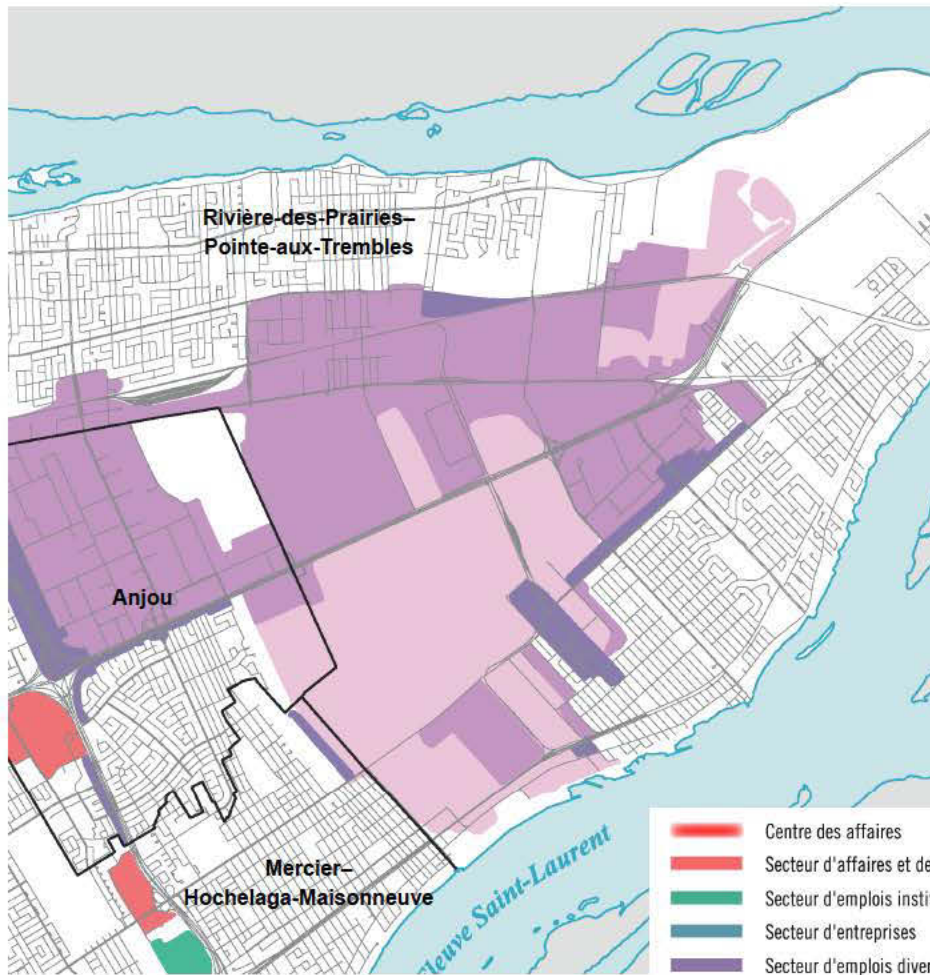 Rivière-des-Prairies–
Pointe-aux-Trembles
Anjou
Mercier–
Hochelaga-Maisonneuve
Fleuve Saint-Laurent
Centre des affaires
Secteur d'affaires et de
Secteur d'emplois instit
Secteur d'entreprises
Secteur d'emplois diver